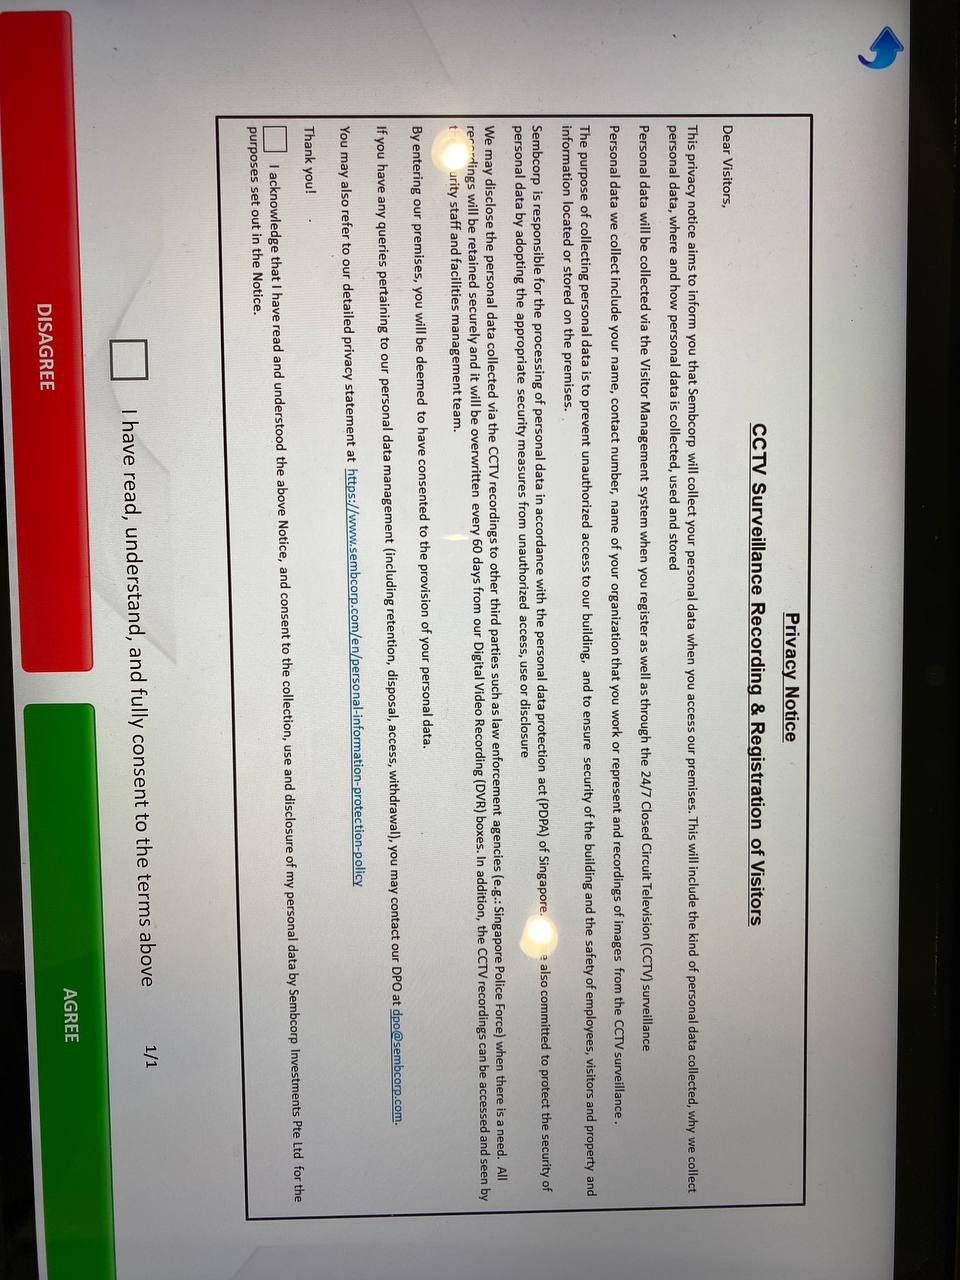 Privacy Notice
CCTV Surveillance Recording & Registration of Visitors
Dear Visitors,
This privacy notice aims to inform you that Sembcorp will collect your personal data when you access our premises. This will include the kind of personal data collected, why we collect
personal data, where and how personal data is collected, used and stored
Personal data will be collected via the Visitor Management system when you register as well as through the 24/7 Closed Circuit Television (CCTV) surveillance
Personal data we collect include your name, contact number, name of your organization that you work or represent and recordings of images from the CCTV surveillance.
The purpose of collecting personal data is to prevent unauthorized access to our building, and to ensure security of the building and the safety of employees, visitors and property and
information located or stored on the premises.
Sembcorp is responsible for the processing of personal data in accordance with the personal data protection act (PDPA) of Singapore. also committed to protect the security of
personal data by adopting the appropriate security measures from unauthorized access, use or disclosure
We may disclose the personal data collected via the CCTV recordings to other third parties such as law enforcement agencies (e.g.: Singapore Police Force) when there is a need. All
recordings will be retained securely and it will be overwritten every 60 days from our Digital Video Recording (DVR) boxes. In addition, the CCTV recordings can be accessed and seen by
staff and facilities management team.
By entering our premises, you will be deemed to have consented to the provision of your personal data.
If you have any queries pertaining to our personal data management (including retention, disposal, access, withdrawal), you may contact our DPO at dpo@sembcorp.com.
You may also refer to our detailed privacy statement at https://www.sembcorp.com/en/personal-information-protection-policy
Thank you!
I acknowledge that I have read and understood the above Notice, and consent to the collection, use and disclosure of my personal data by Sembcorp Investments Pte Ltd for the
purposes set out in the Notice.
I have read, understand, and fully consent to the terms above 1/1
DISAGREE
AGREE